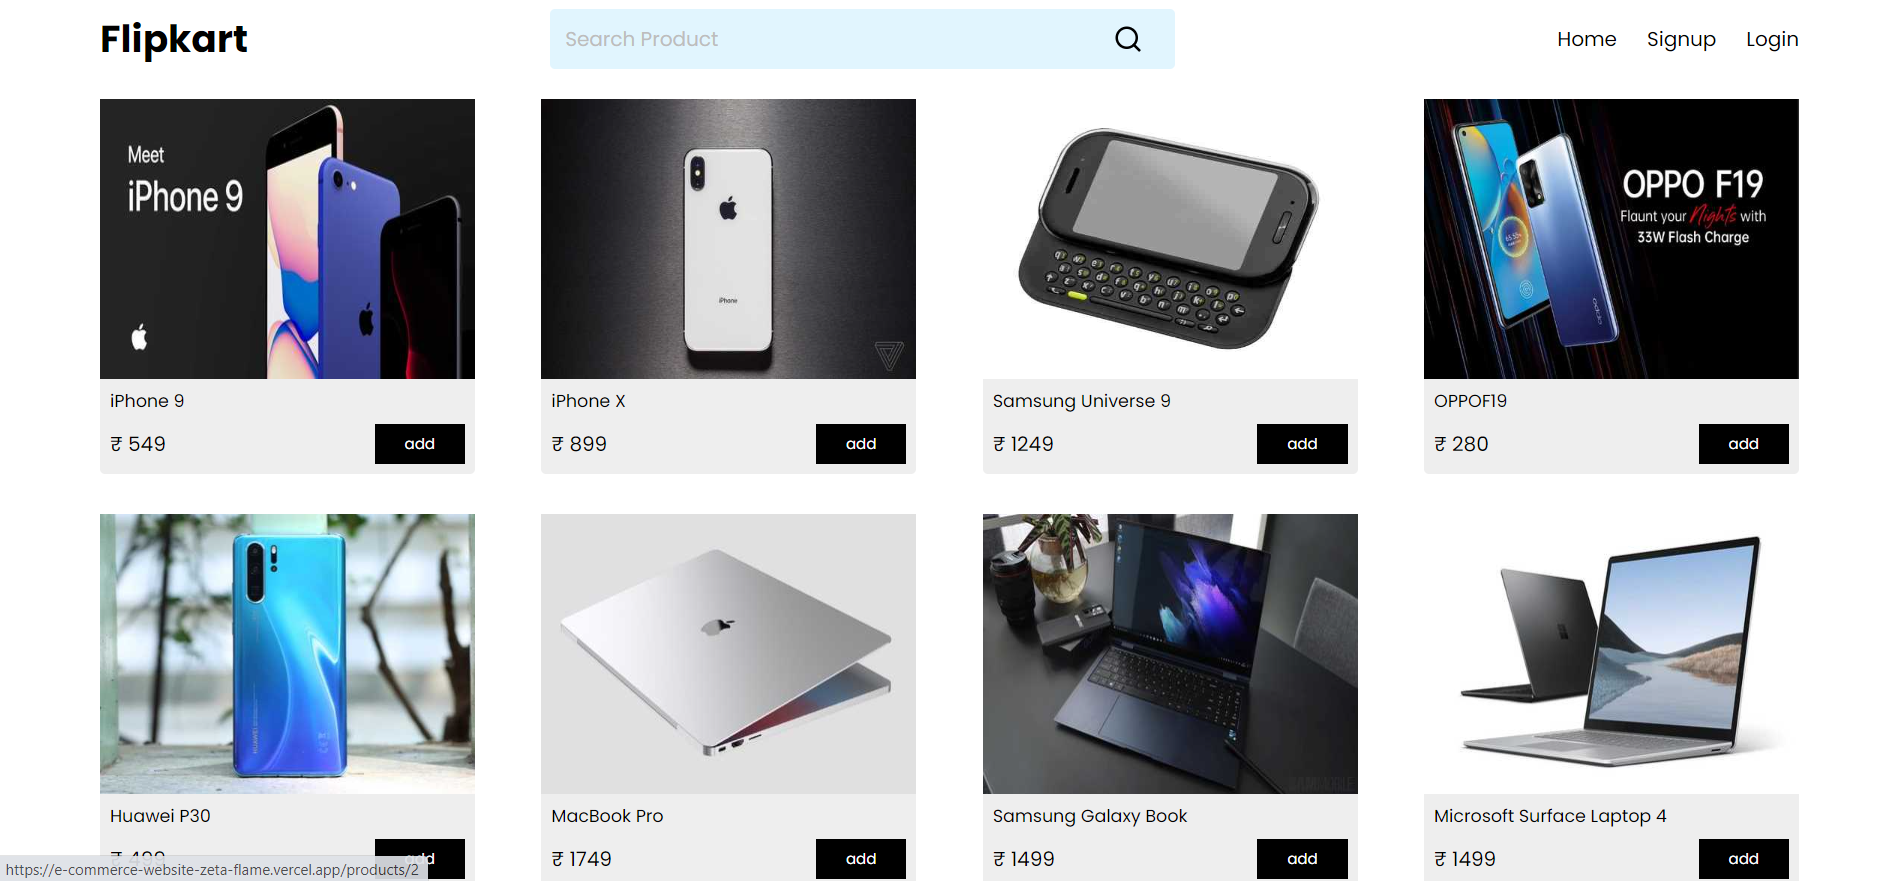 Flipkart
Search Product
Home Signup Login
Meet
iPhone 9
iPhone
OPPO F19
Flaunt your Nights with
33W Flash Charge
iPhone 9
₹ 549 add
iPhone X
₹ 899 add
Samsung Universe 9
₹ 1249 add
OPPOF19
₹ 280 add
HUAWEI
Huawei P30
₹ 499 add
MacBook Pro
₹ 1749 add
Samsung Galaxy Book
₹ 1499 add
Microsoft Surface Laptop 4
₹ 1499 add
https://e-commerce-website-zeta-flame.vercel.app/products/2